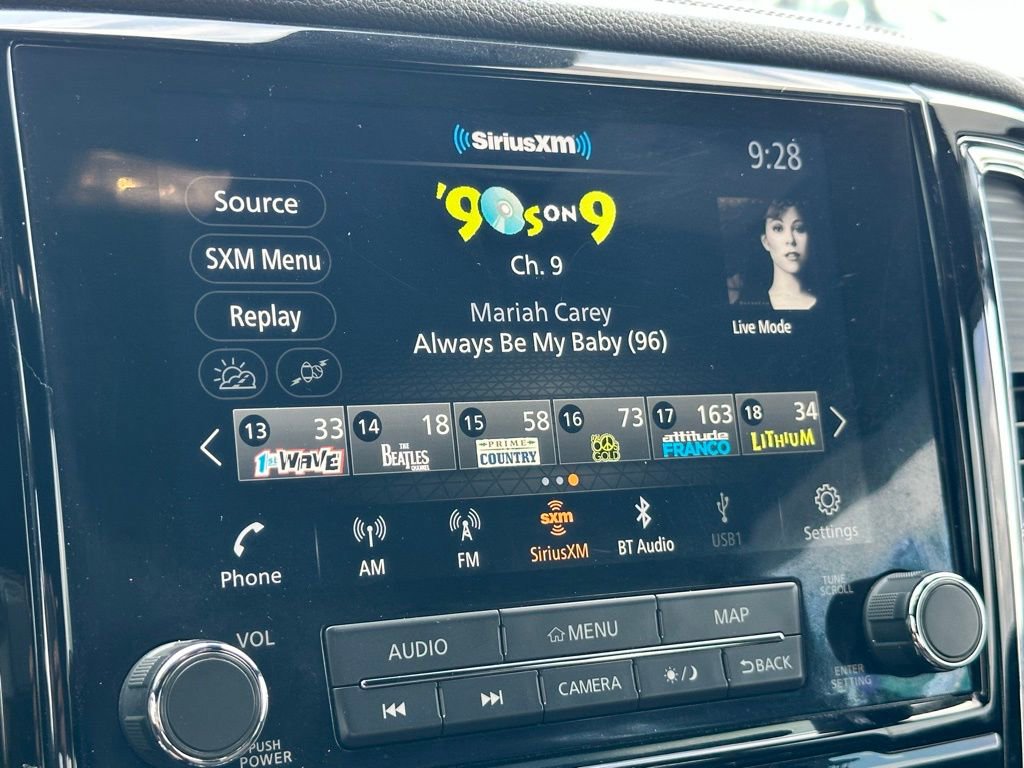 SiriusXM
9:28
'90s ON 9
Source
SXM Menu
Replay
Ch. 9
Mariah Carey
Always Be My Baby (96)
Live Mode
13 33
1st WAVE
14 18
THE BEATLES CHANNEL
15 58
PRIME COUNTRY
16 73
60s GOLD
17 163
attitude FRANCO
18 34
LITHIUM
Phone
AM
FM
sxm
SiriusXM
BT Audio
USB1
Settings
VOL
PUSH
POWER
AUDIO
MENU
MAP
CAMERA
BACK
TUNE
SCROLL
ENTER
SETTING